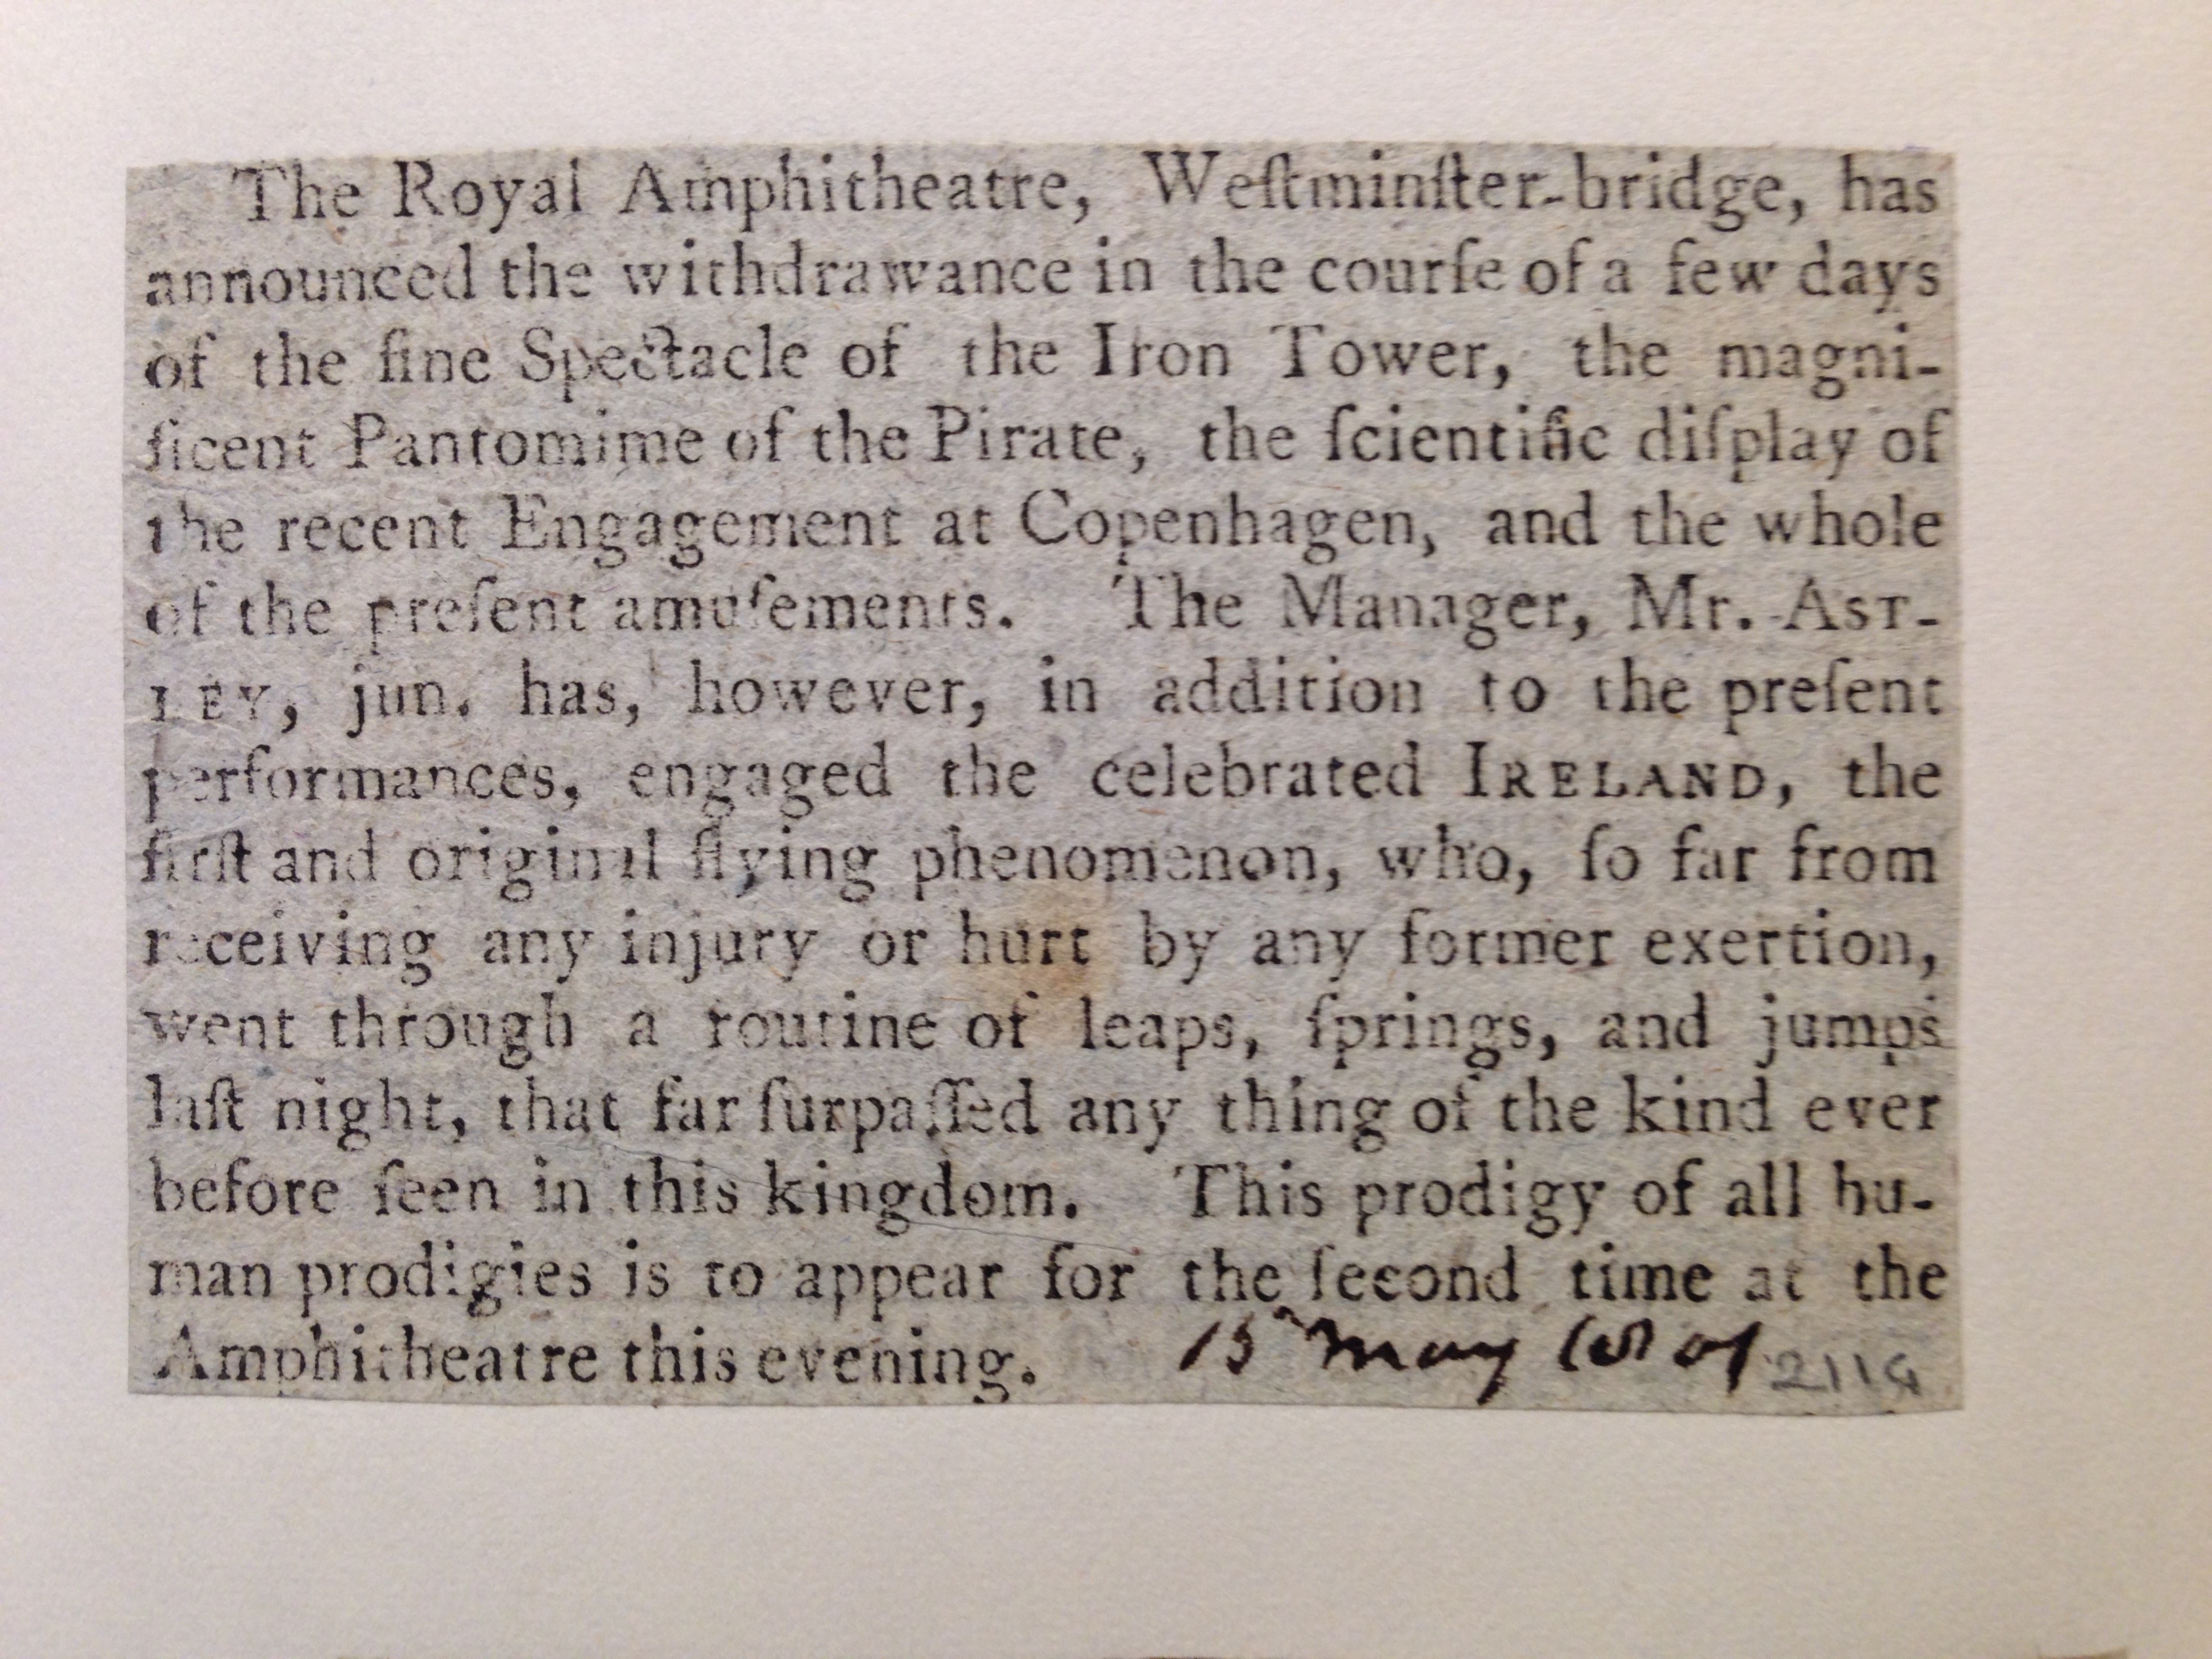 The Royal Amphitheatre, Weſtminſter-bridge, has
announced the withdrawance in the courſe of a few days
of the fine Spectacle of the Iron Tower, the magni-
ficent Pantomime of the Pirate, the ſcientific diſplay of
the recent Engagement at Copenhagen, and the whole
of the preſent amuſements. The Manager, Mr. AST-
LEY, jun. has, however, in addition to the preſent
performances, engaged the celebrated IRELAND, the
firſt and original flying phenomenon, who, ſo far from
receiving any injury or hurt by any former exertion,
went through a routine of leaps, ſprings, and jumps
laſt night, that far ſurpaſſed any thing of the kind ever
before ſeen in this kingdom. This prodigy of all hu-
man prodigies is to appear for the ſecond time at the
Amphitheatre this evening. 15 May 1801